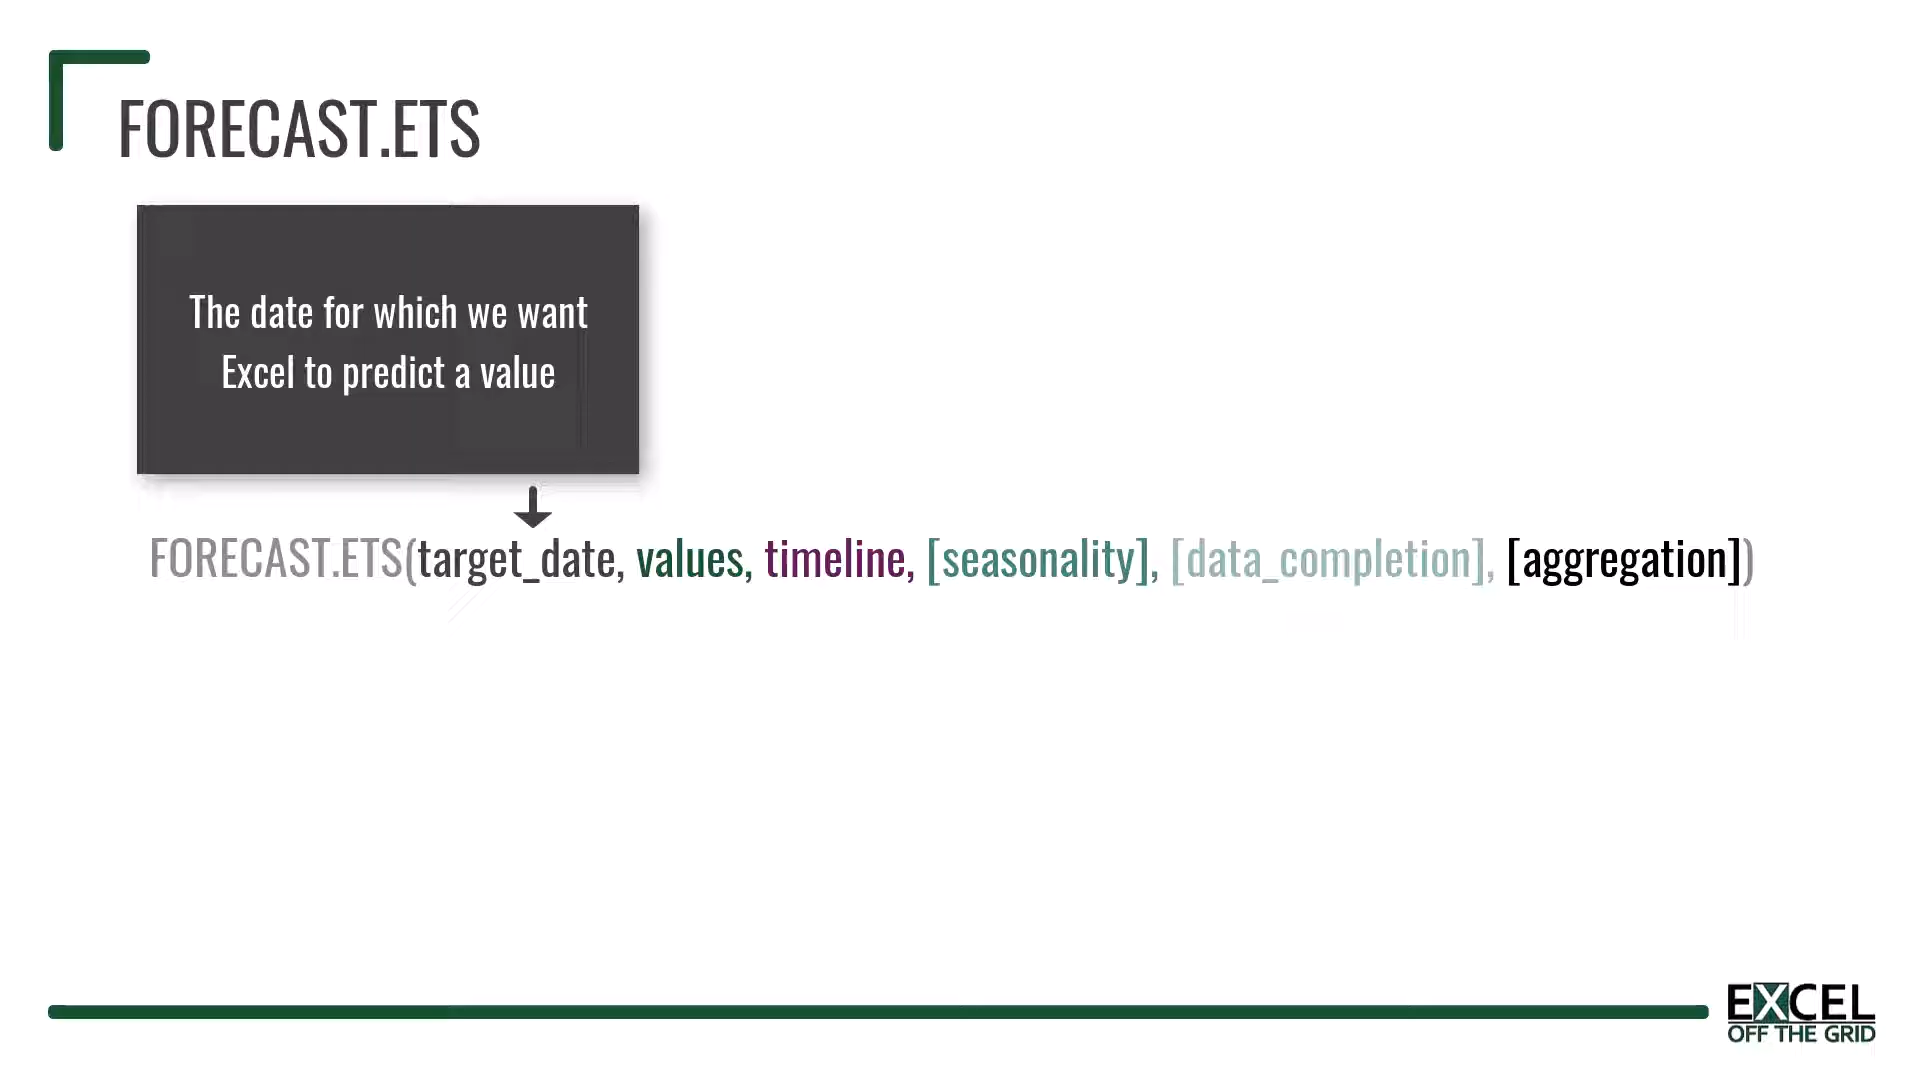 FORECAST.ETS
The date for which we want
Excel to predict a value
FORECAST.ETS(target_date, values, timeline, [seasonality], [data_completion], [aggregation])
EXCEL
OFF THE GRID